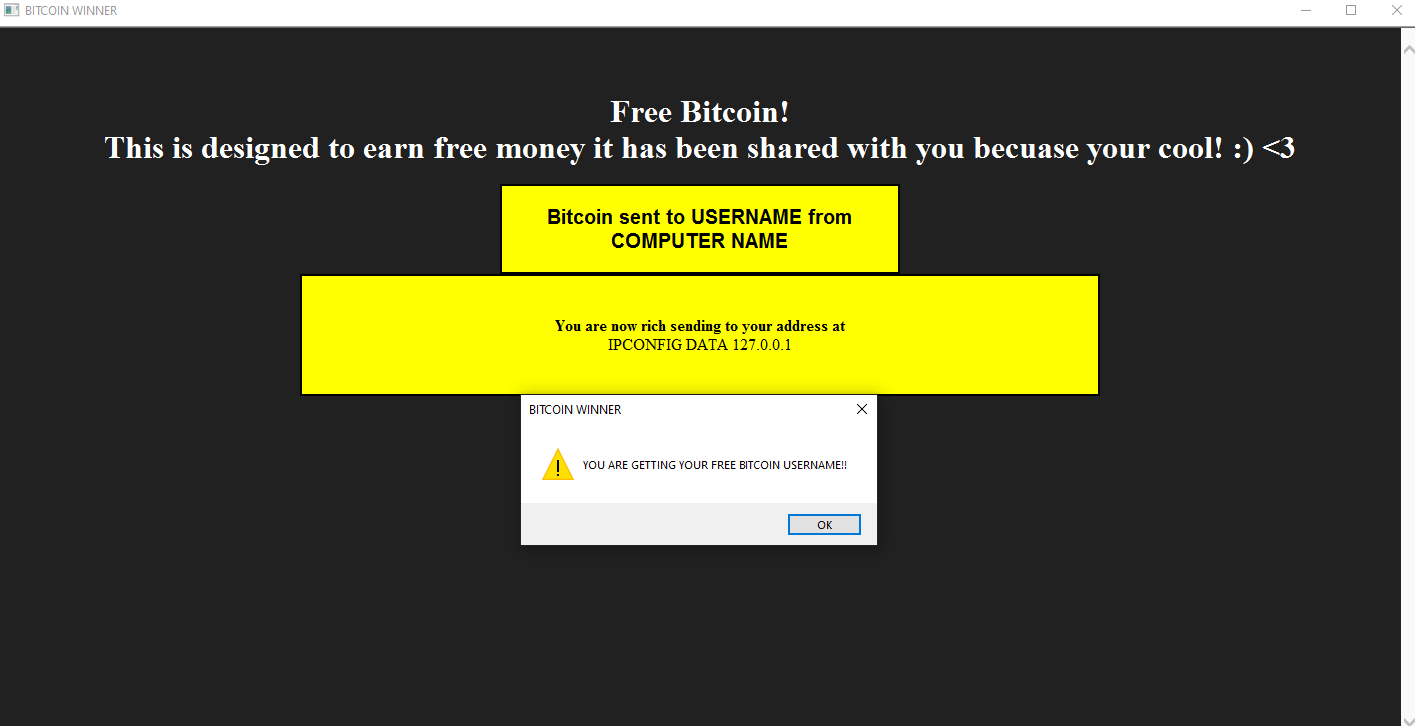 BITCOIN WINNER
Free Bitcoin!
This is designed to earn free money it has been shared with you becuase your cool! :) <3
Bitcoin sent to USERNAME from
COMPUTER NAME
You are now rich sending to your address at
IPCONFIG DATA 127.0.0.1
BITCOIN WINNER
YOU ARE GETTING YOUR FREE BITCOIN USERNAME!!
OK